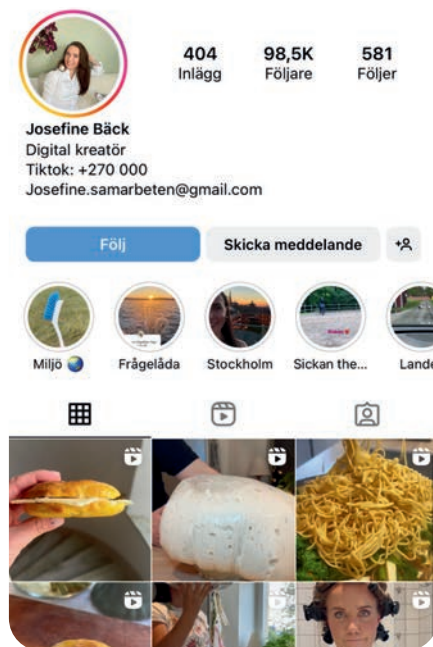 404 98,5K 581
Inlägg Följare Följer
Josefine Bäck
Digital kreatör
Tiktok: +270 000
Josefine.samarbeten@gmail.com
Följ Skicka meddelande
Miljö 🌎 Frågelåda Stockholm Sickan the... Lande